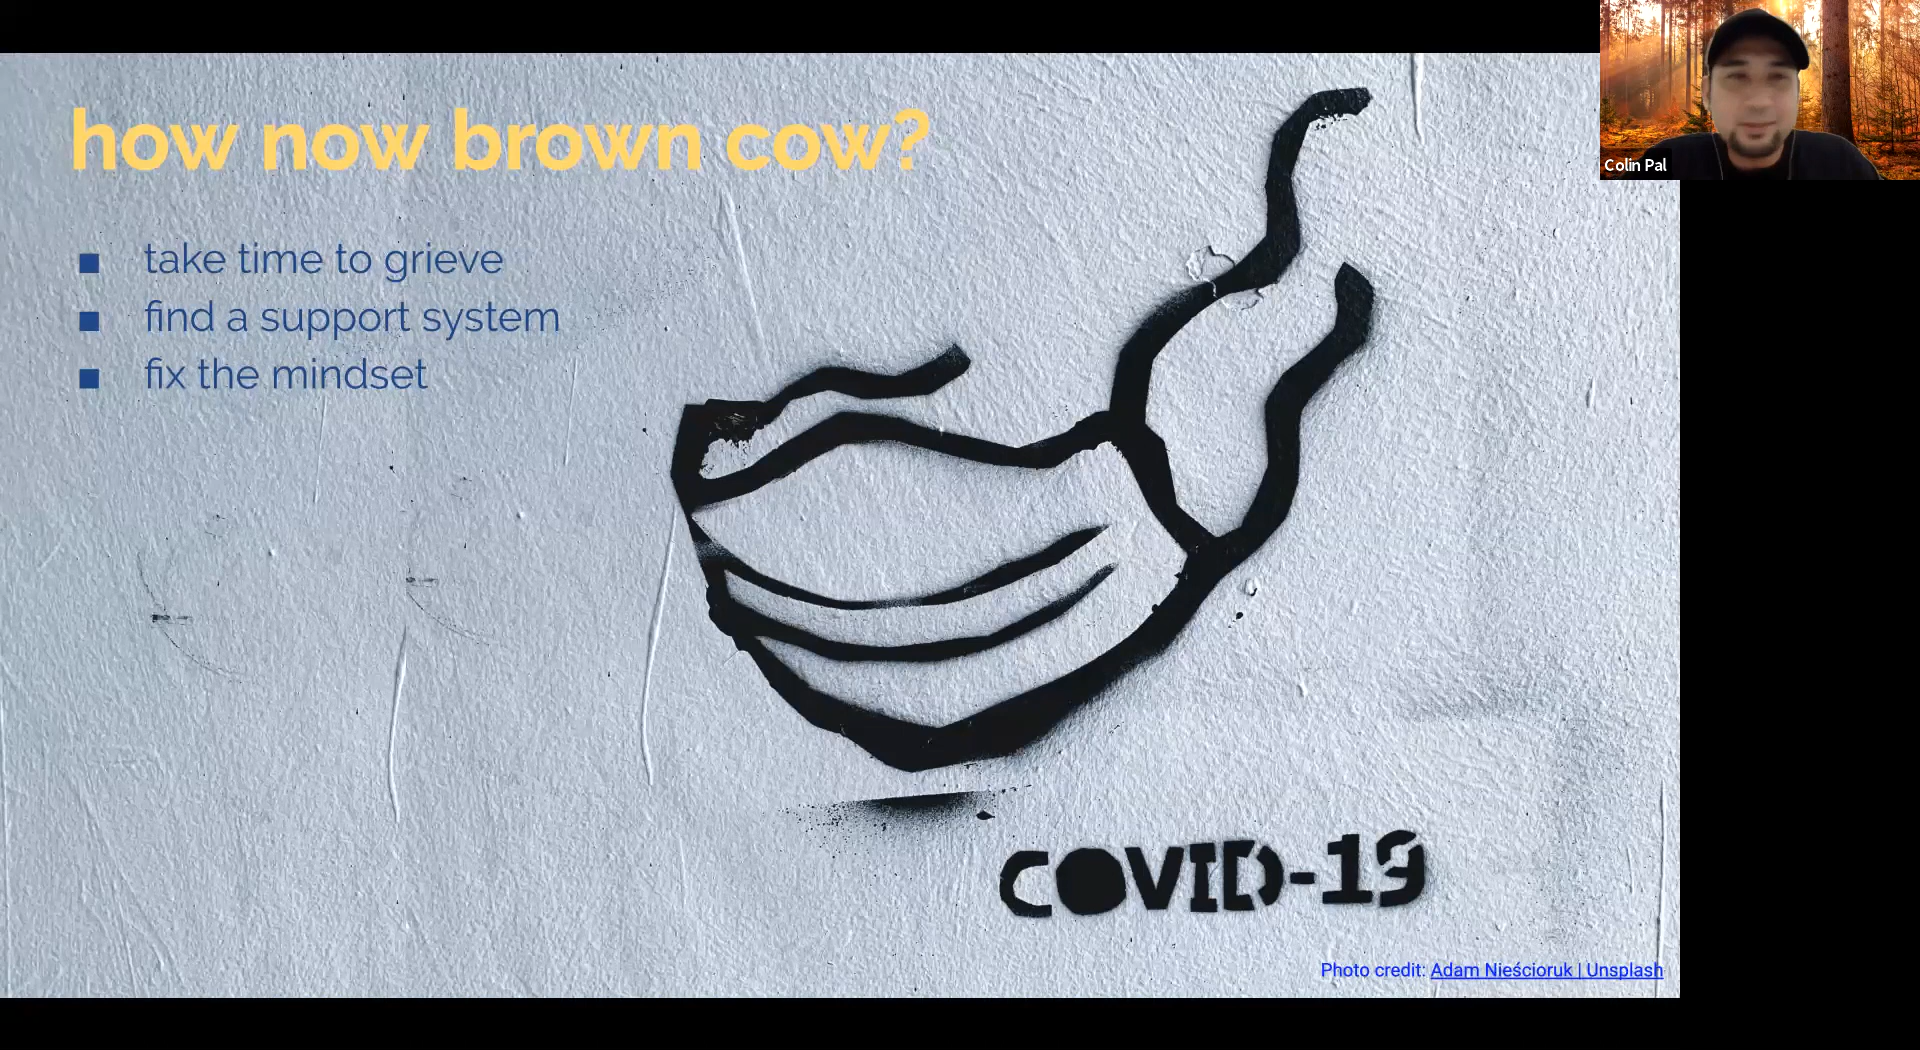 how now brown cow?
■ take time to grieve
■ find a support system
■ fix the mindset
COVID-19
Photo credit: Adam Nieścioruk | Unsplash
Colin Pal